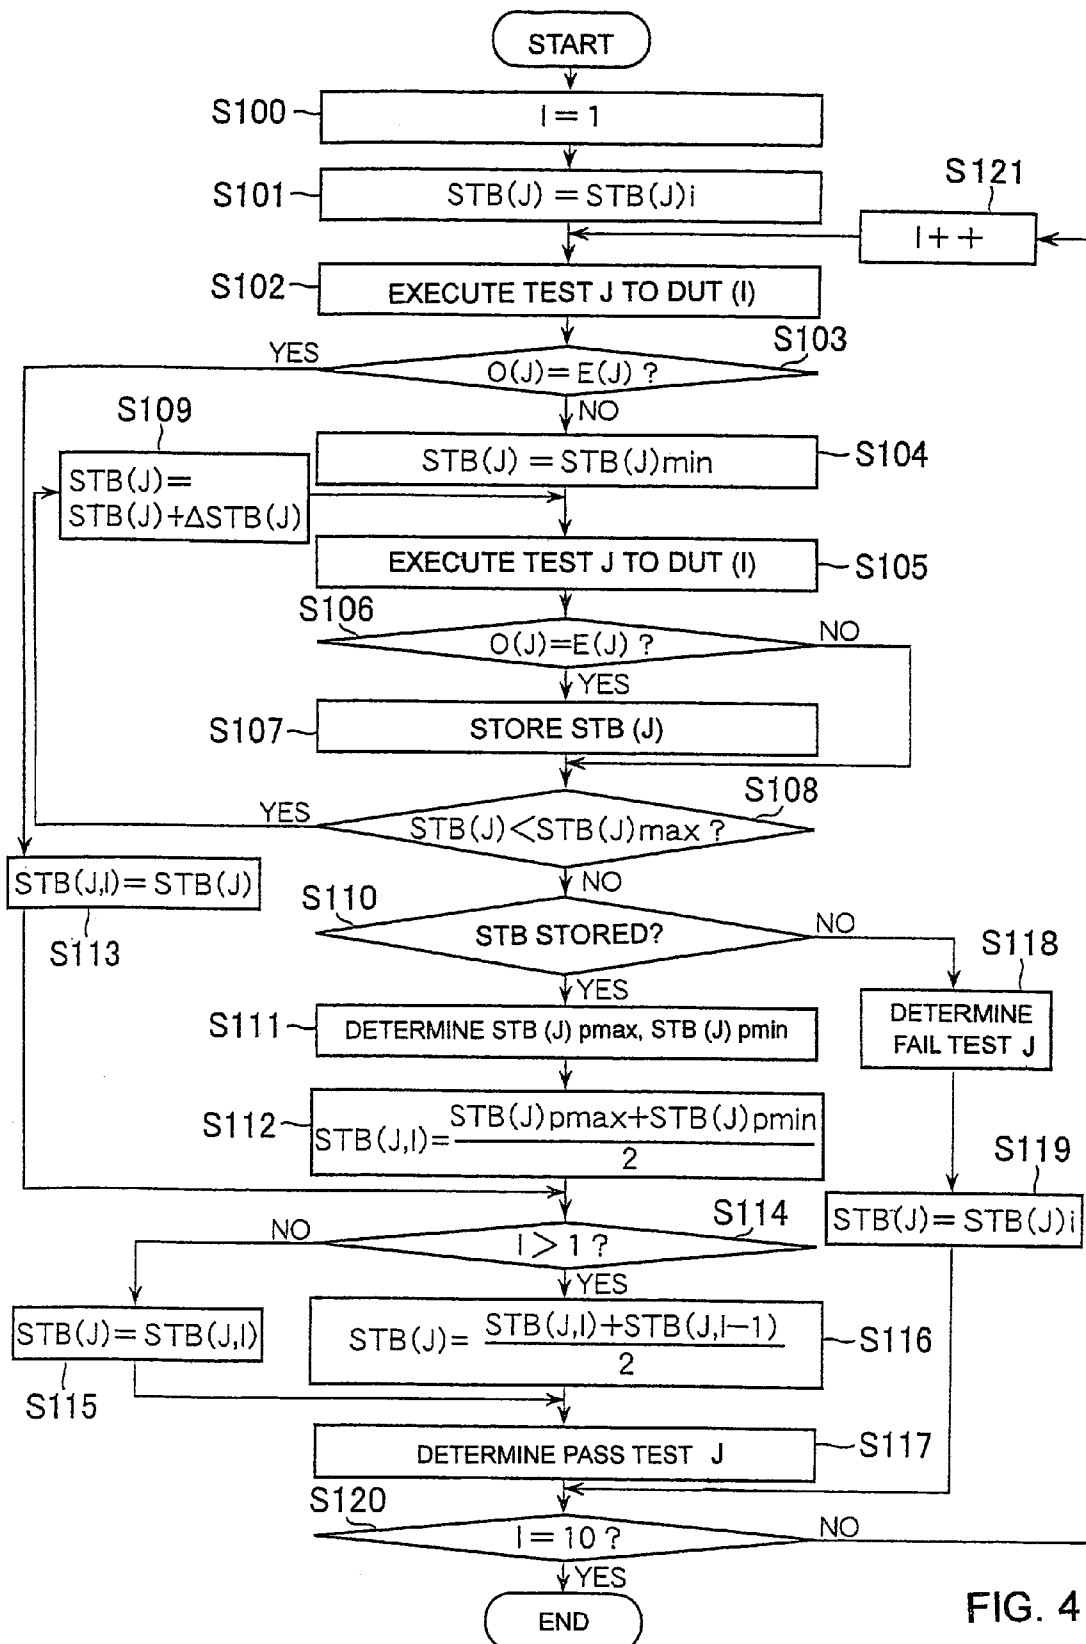 START
S100
I = 1
S101
STB(J) = STB(J)i
S121
I + +
S102
EXECUTE TEST J TO DUT (I)
S103
YES
O(J) = E(J) ?
NO
S109
STB(J) =
STB(J) + ΔSTB(J)
STB(J) = STB(J)min
S104
EXECUTE TEST J TO DUT (I)
S105
S106
O(J)=E(J) ?
NO
YES
S107
STORE STB (J)
S108
YES
STB(J) < STB(J)max ?
NO
STB(J,I) = STB(J)
S113
S110
STB STORED?
NO
YES
S118
DETERMINE
FAIL TEST J
S111
DETERMINE STB (J) pmax, STB (J) pmin
S112
STB(J,I) = STB(J)pmax+STB(J)pmin
2
S119
STB(J) = STB(J)i
S114
NO
I > 1 ?
YES
STB(J) = STB(J,I)
S115
STB(J) = STB(J,I)+STB(J,I-1)
2
S116
DETERMINE PASS TEST J
S117
S120
I = 10 ?
NO
YES
END
FIG. 4